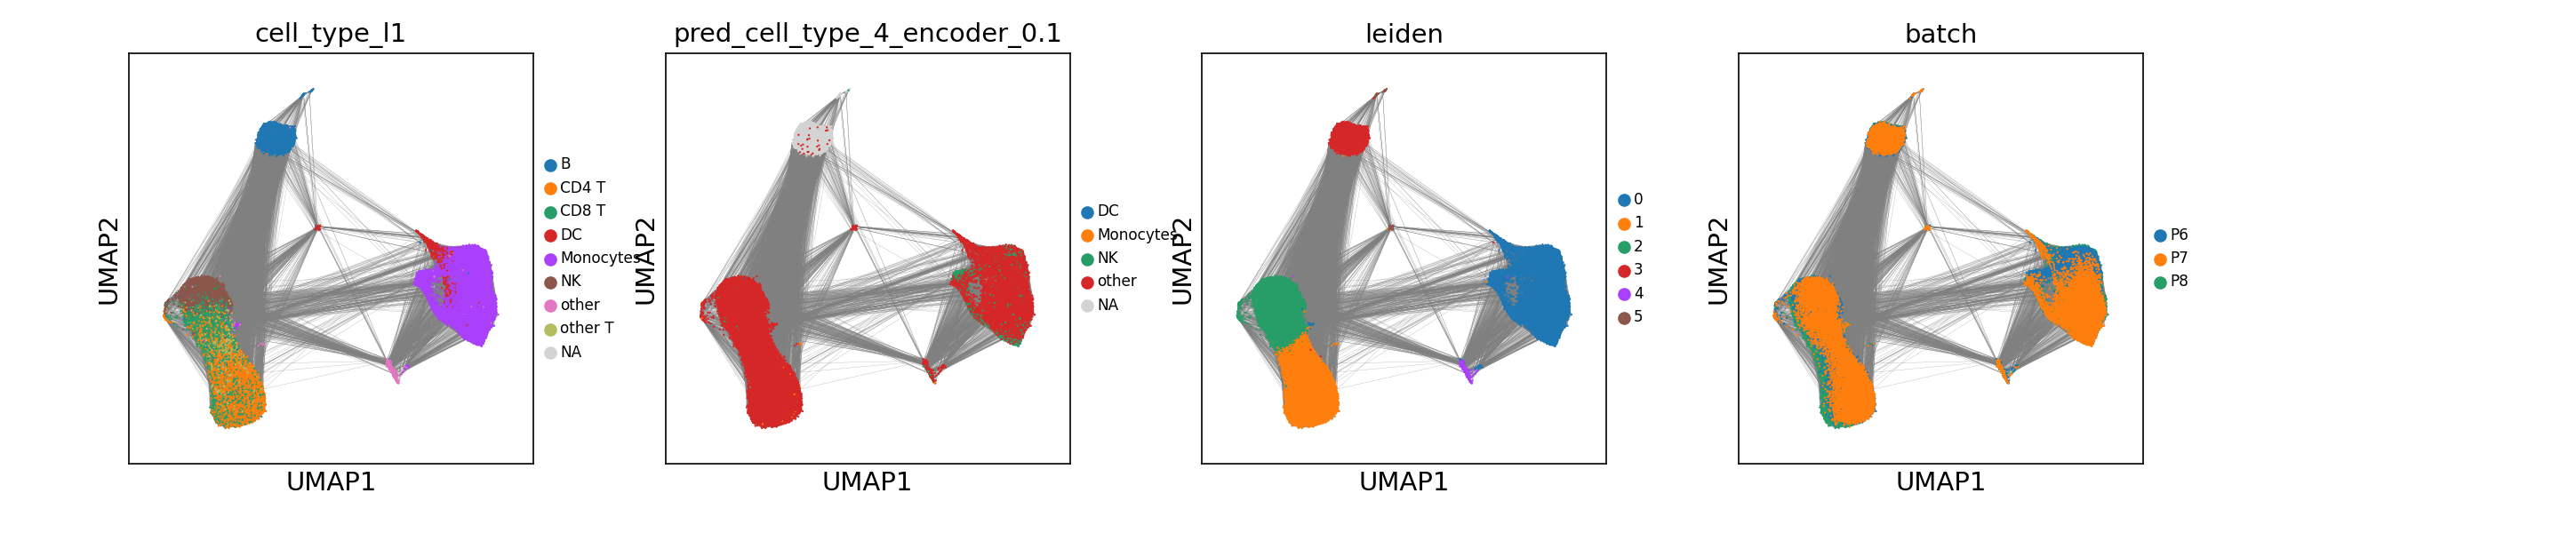 cell_type_l1
UMAP2
UMAP1
B
CD4 T
CD8 T
DC
Monocytes
NK
other
other T
NA
pred_cell_type_4_encoder_0.1
UMAP2
UMAP1
DC
Monocytes
NK
other
NA
leiden
UMAP2
UMAP1
0
1
2
3
4
5
batch
UMAP2
UMAP1
P6
P7
P8